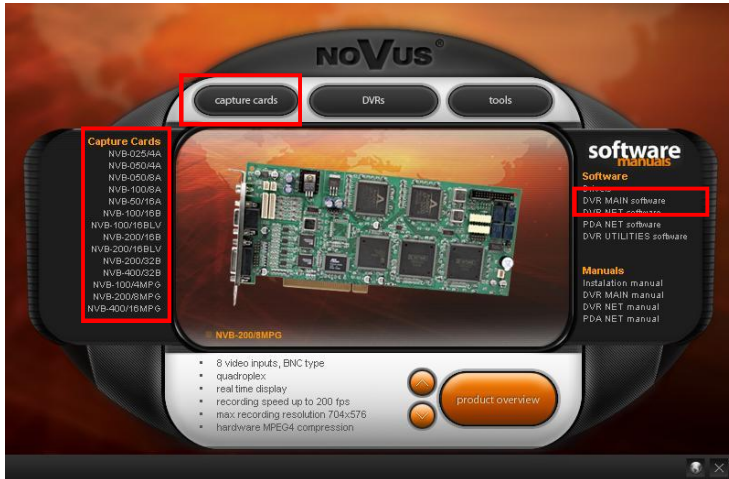 NOVUS®
capture cards
DVRs
tools
Capture Cards
NVB-025/4A
NVB-050/4A
NVB-050/8A
NVB-100/8A
NVB-50/16A
NVB-100/16B
NVB-100/16BLV
NVB-200/16B
NVB-200/16BLV
NVB-200/32B
NVB-400/32B
NVB-100/4MPG
NVB-200/8MPG
NVB-400/16MPG
NVB-200/8MPG
software
manuals
Software
Drivers
DVR MAIN software
DVR NET software
PDA NET software
DVR UTILITIES software
Manuals
Instalation manual
DVR MAIN manual
DVR NET manual
PDA NET manual
8 video inputs, BNC type
quadroplex
real time display
recording speed up to 200 fps
max recording resolution 704x576
hardware MPEG4 compression
product overview